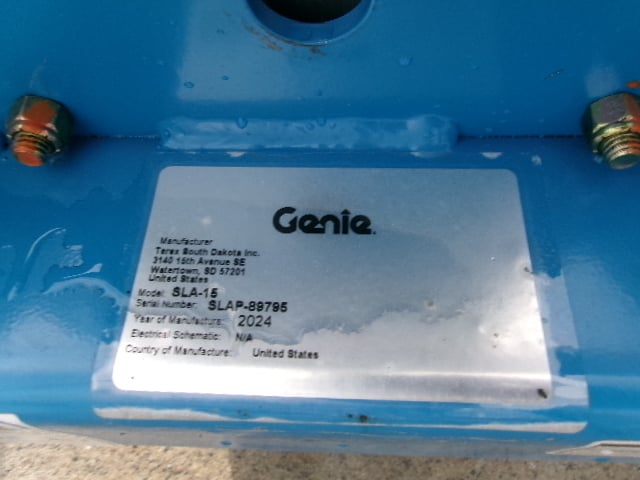 Genie
Manufacturer
Terex South Dakota Inc.
3140 15th Avenue SE
Watertown, SD 57201
United States
Model: SLA-15
Serial Number: SLAP-89795
Year of Manufacture: 2024
Electrical Schematic: N/A
Country of Manufacture: United States